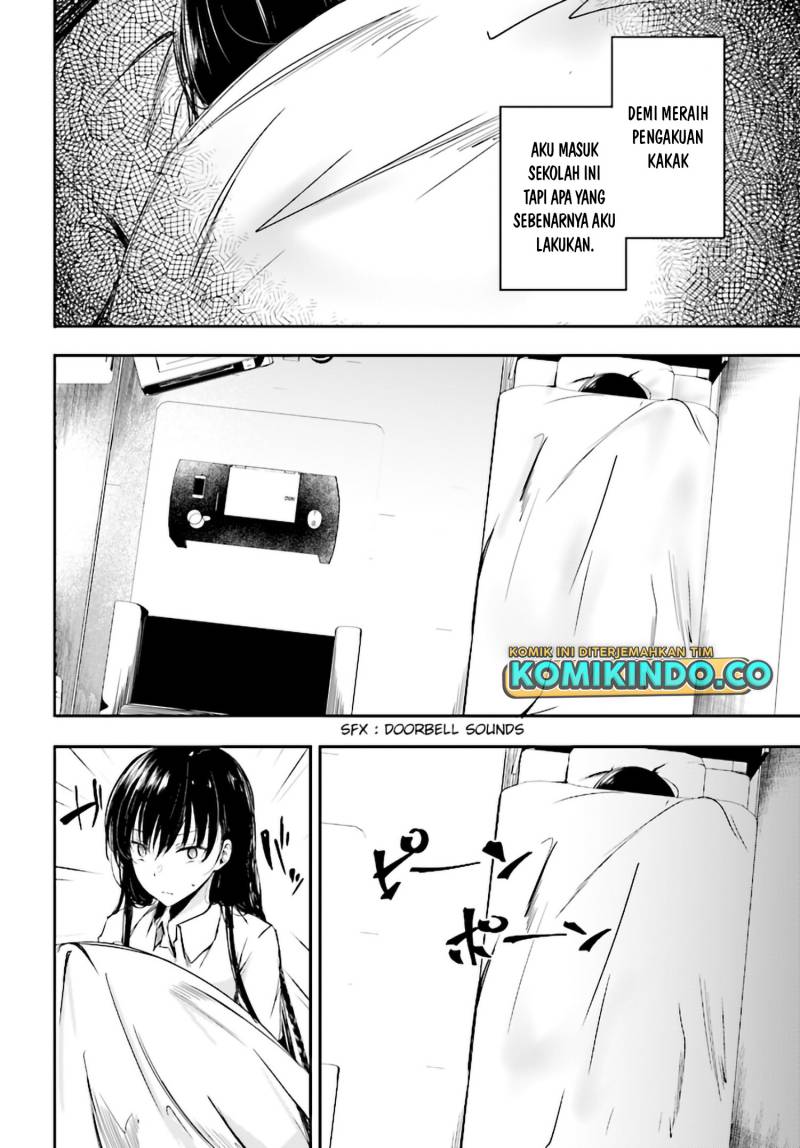 DEMI MERAIH
PENGAKUAN
KAKAK
AKU MASUK
SEKOLAH INI
TAPI APA YANG
SEBENARNYA AKU
LAKUKAN.
KOMIK INI DITERJEMAHKAN TIM
KOMIKINDO.CO
SFX : DOORBELL SOUNDS
ピーン
ポーン